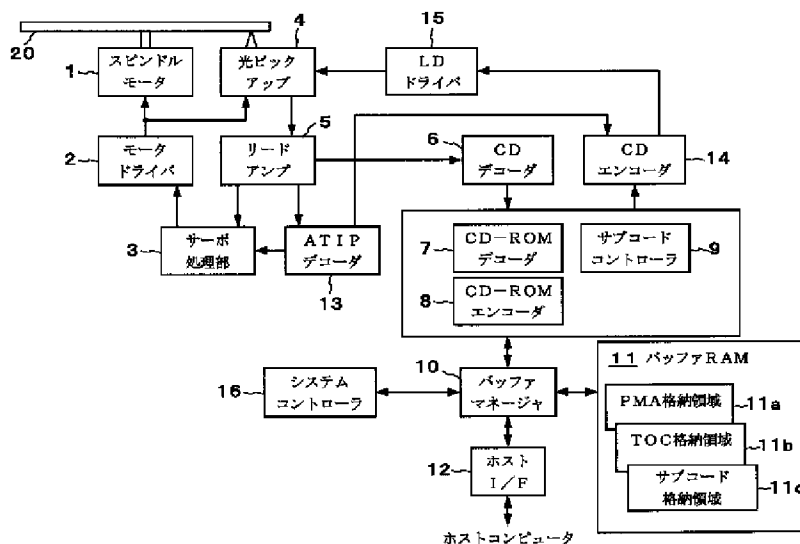 20
1
スピンドル
モータ
4
光ピック
アップ
15
LD
ドライバ
2
モータ
ドライバ
5
リード
アンプ
6
CD
デコーダ
CD
エンコーダ
14
3
サーボ
処理部
ATIP
デコーダ
13
7
CD-ROM
デコーダ
サブコード
コントローラ
9
8
CD-ROM
エンコーダ
16
システム
コントローラ
10
バッファ
マネージャ
11 バッファRAM
PMA格納領域
11a
TOC格納領域
11b
サブコード
格納領域
11c
12
ホスト
I/F
ホストコンピュータ